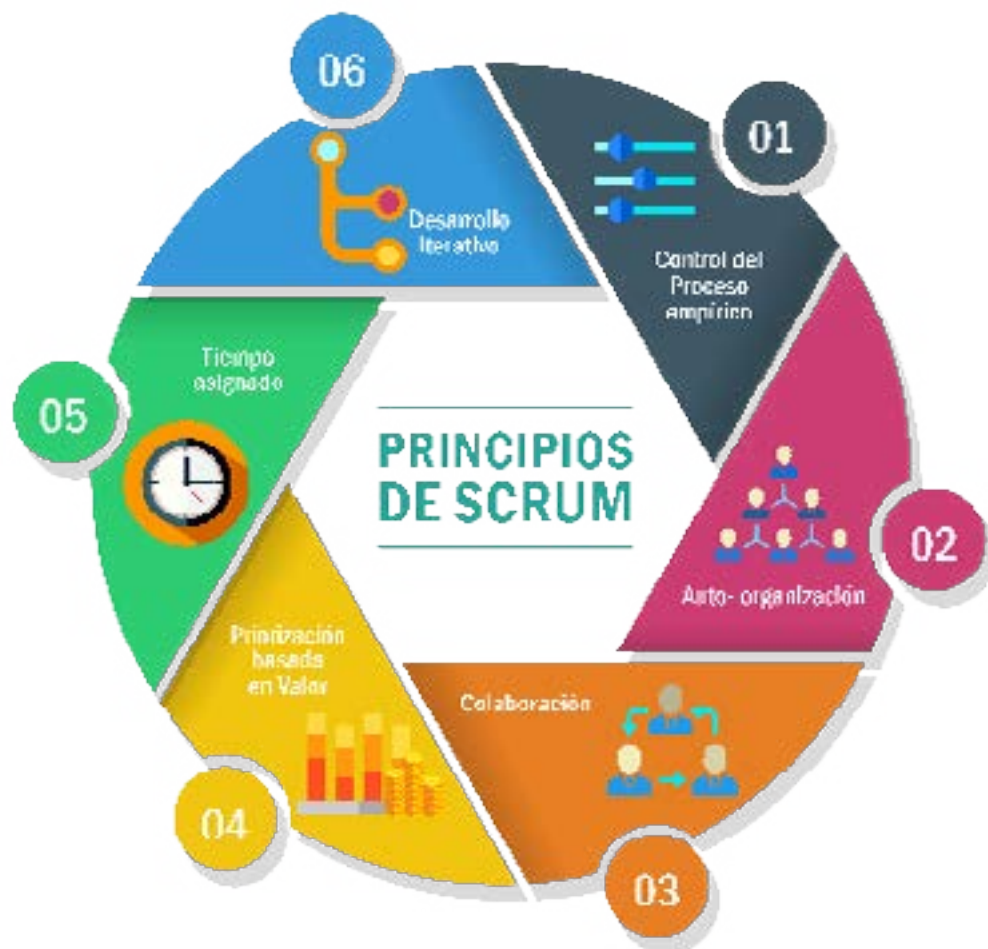 PRINCIPIOS
DE SCRUM
01
Control del
Proceso
empírico
02
Auto- organización
03
Colaboración
04
Priorización
basada
en Valor
05
Tiempo
asignado
06
Desarrollo
Iterativo